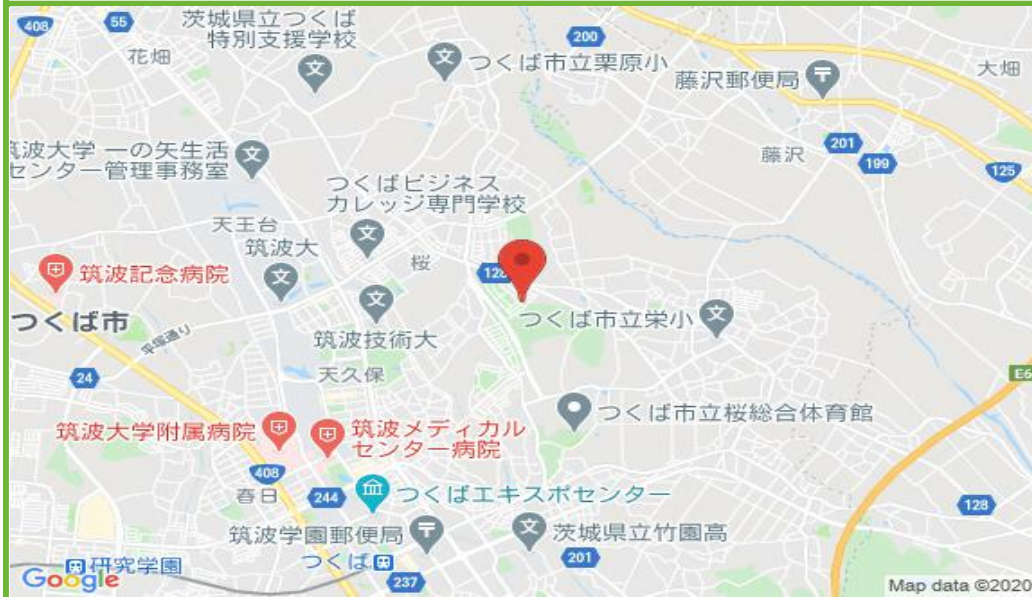 408
55
茨城県立つくば
特別支援学校
花畑
200
つくば市立栗原小
藤沢郵便局
大畑
筑波大学 一の矢生活
センター管理事務室
201
藤沢
199
125
つくばビジネス
カレッジ専門学校
天王台
筑波大
桜
128
筑波記念病院
つくば市
平塚通り
筑波技術大
つくば市立栄小
天久保
24
E6
つくば市立桜総合体育館
筑波大学附属病院
筑波メディカル
センター病院
408
春日
244
つくばエキスポセンター
128
筑波学園郵便局
茨城県立竹園高
つくば
201
研究学園
237
Google
Map data ©2020